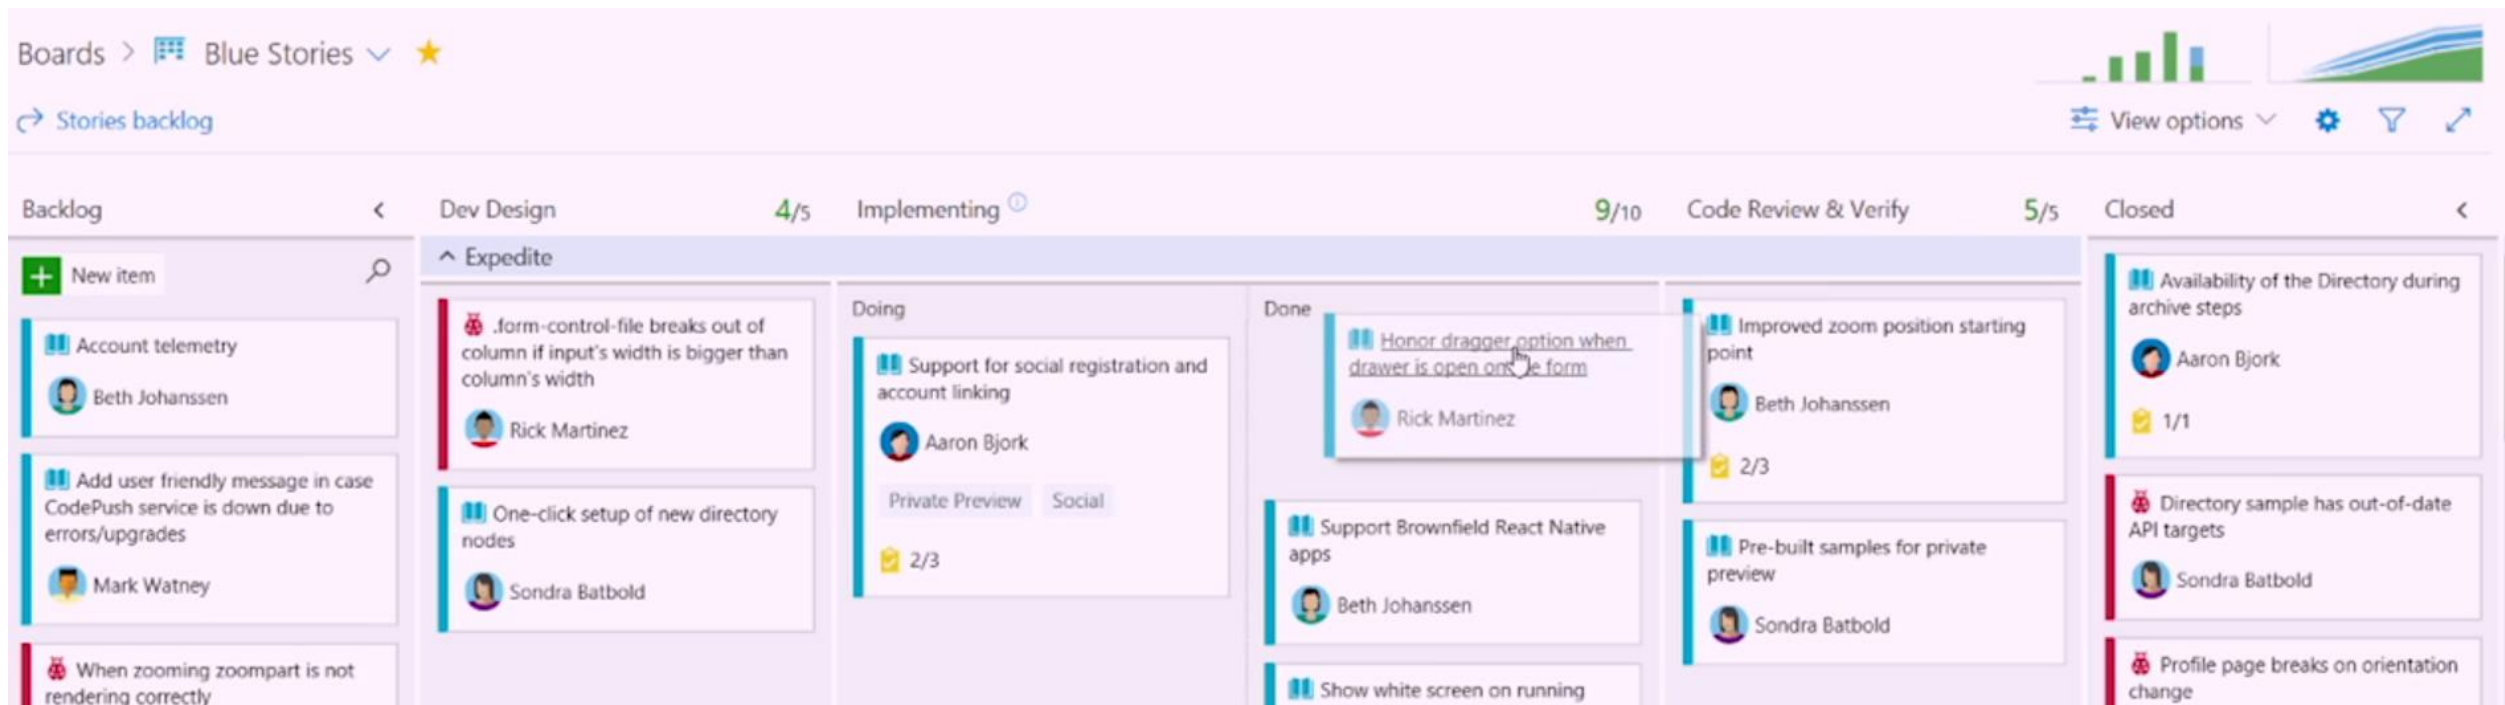 Boards > Blue Stories
Stories backlog
View options
Backlog
Dev Design 4/5
Implementing 9/10
Code Review & Verify 5/5
Closed
New item
Account telemetry
Beth Johanssen
Add user friendly message in case
CodePush service is down due to
errors/upgrades
Mark Watney
When zooming zoompart is not
rendering correctly
Expedite
.form-control-file breaks out of
column if input's width is bigger than
column's width
Rick Martinez
One-click setup of new directory
nodes
Sondra Batbold
Doing
Support for social registration and
account linking
Aaron Bjork
Private Preview Social
2/3
Done
Honor dragger option when
drawer is open on form
Rick Martinez
Support Brownfield React Native
apps
Beth Johanssen
Show white screen on running
Improved zoom position starting
point
Beth Johanssen
2/3
Pre-built samples for private
preview
Sondra Batbold
Availability of the Directory during
archive steps
Aaron Bjork
1/1
Directory sample has out-of-date
API targets
Sondra Batbold
Profile page breaks on orientation
change